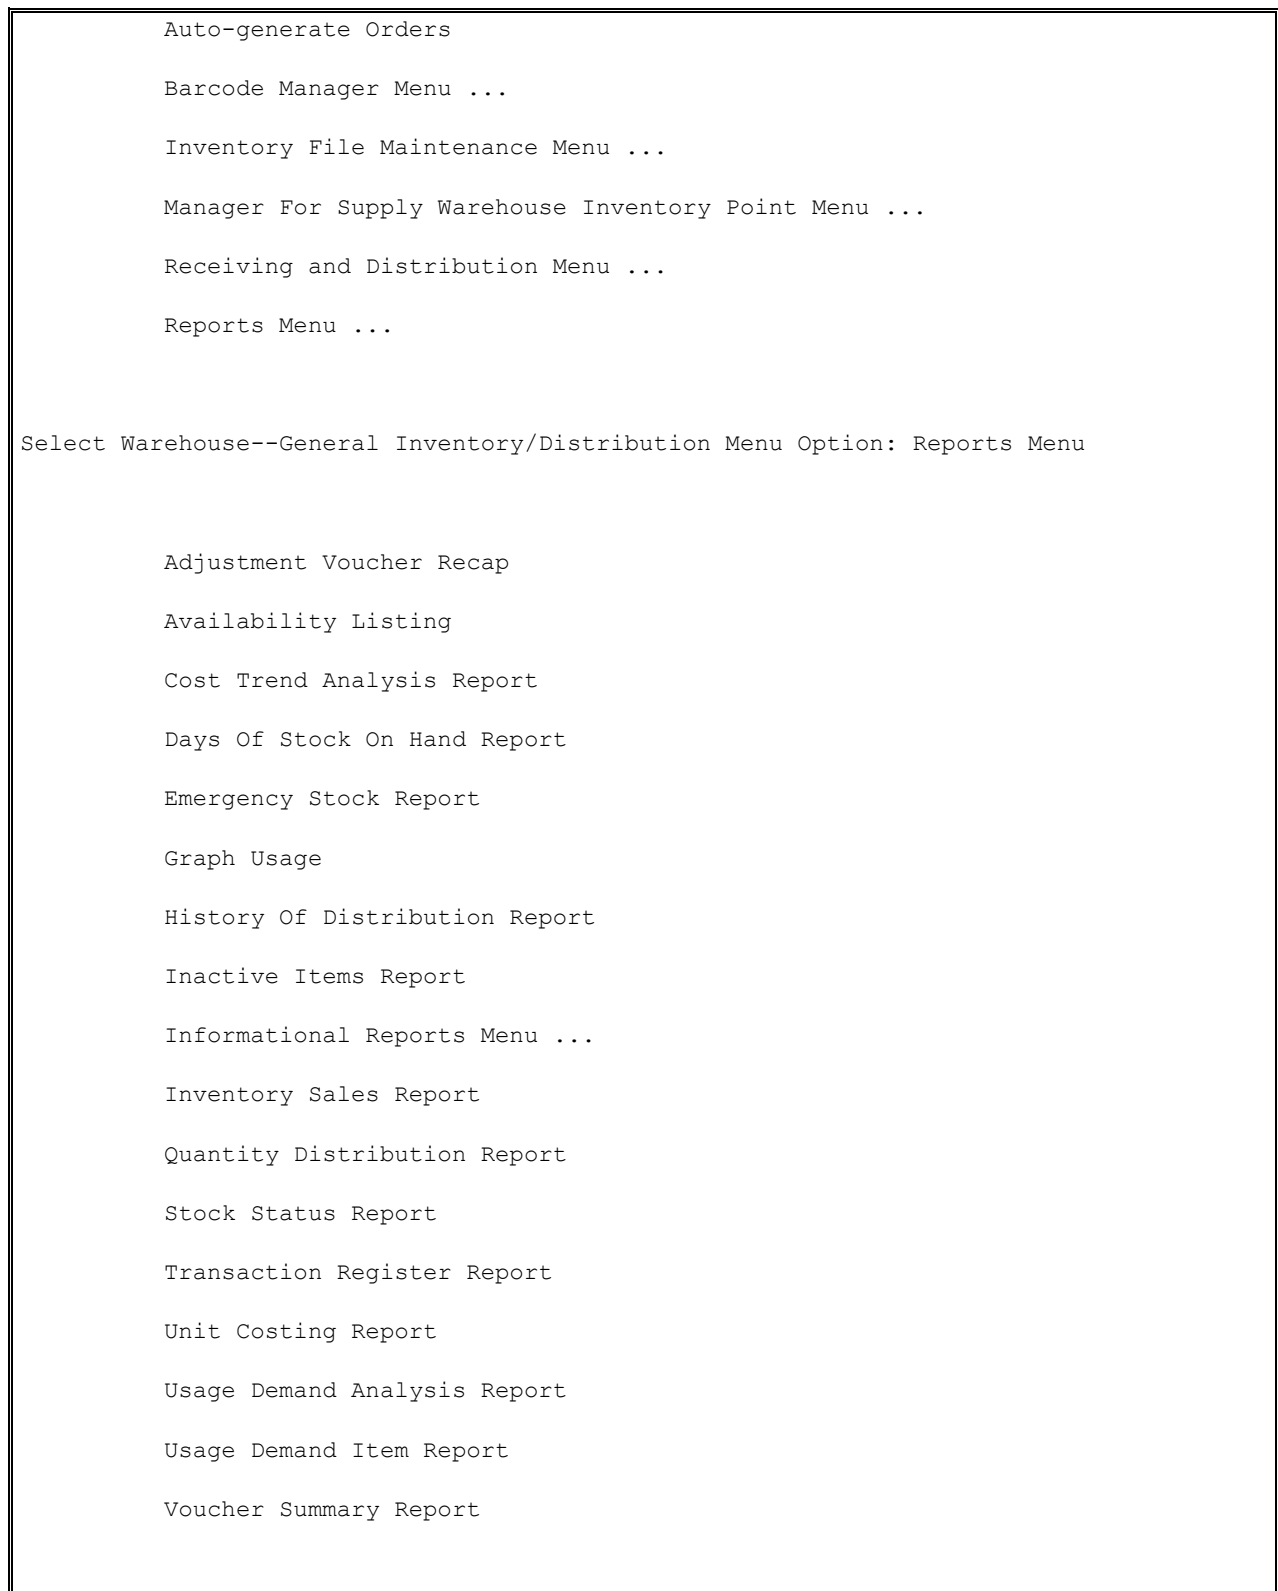 Auto-generate Orders
Barcode Manager Menu ...
Inventory File Maintenance Menu ...
Manager For Supply Warehouse Inventory Point Menu ...
Receiving and Distribution Menu ...
Reports Menu ...
Select Warehouse--General Inventory/Distribution Menu Option: Reports Menu
Adjustment Voucher Recap
Availability Listing
Cost Trend Analysis Report
Days Of Stock On Hand Report
Emergency Stock Report
Graph Usage
History Of Distribution Report
Inactive Items Report
Informational Reports Menu ...
Inventory Sales Report
Quantity Distribution Report
Stock Status Report
Transaction Register Report
Unit Costing Report
Usage Demand Analysis Report
Usage Demand Item Report
Voucher Summary Report